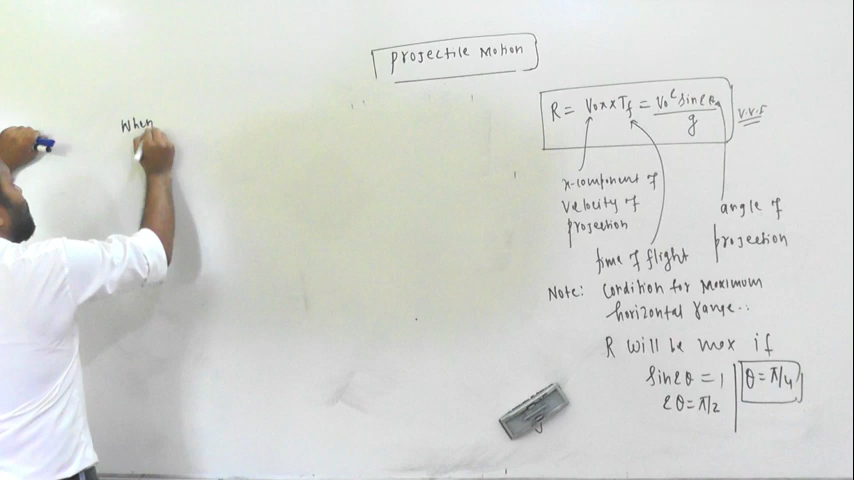 Projectile Motion
When
R = V₀ₓ × T_f = V₀² sin2θ / g
V.V.I
x-component of
velocity of
projection
time of flight
angle of
projection
Note: condition for maximum
horizontal range..
R will be max if
sin2θ = 1
2θ = π/2
θ = π/4